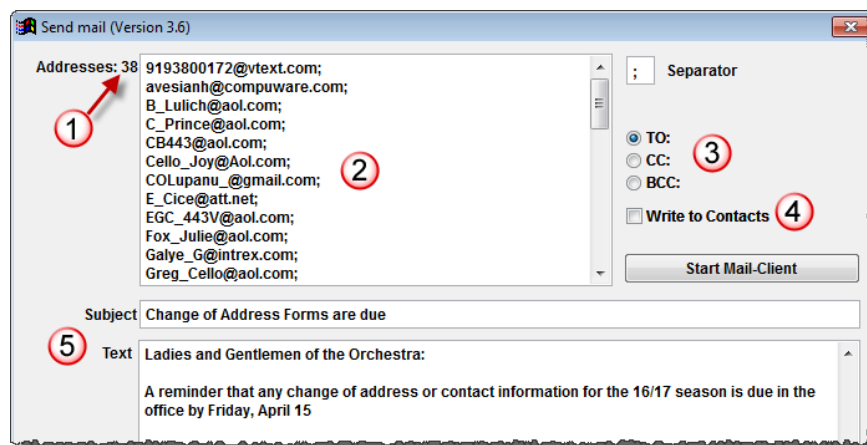 Send mail (Version 3.6)
Addresses: 38
9193800172@vtext.com;
avesianh@compuware.com;
B_Lulich@aol.com;
C_Prince@aol.com;
CB443@aol.com;
Cello_Joy@Aol.com;
COLupanu_@gmail.com;
E_Cice@att.net;
EGC_443V@aol.com;
Fox_Julie@aol.com;
Galye_G@intrex.com;
Greg_Cello@aol.com;
; Separator
TO:
CC:
BCC:
Write to Contacts
Start Mail-Client
1
2
3
4
Subject Change of Address Forms are due
5
Text Ladies and Gentlemen of the Orchestra:
A reminder that any change of address or contact information for the 16/17 season is due in the
office by Friday, April 15